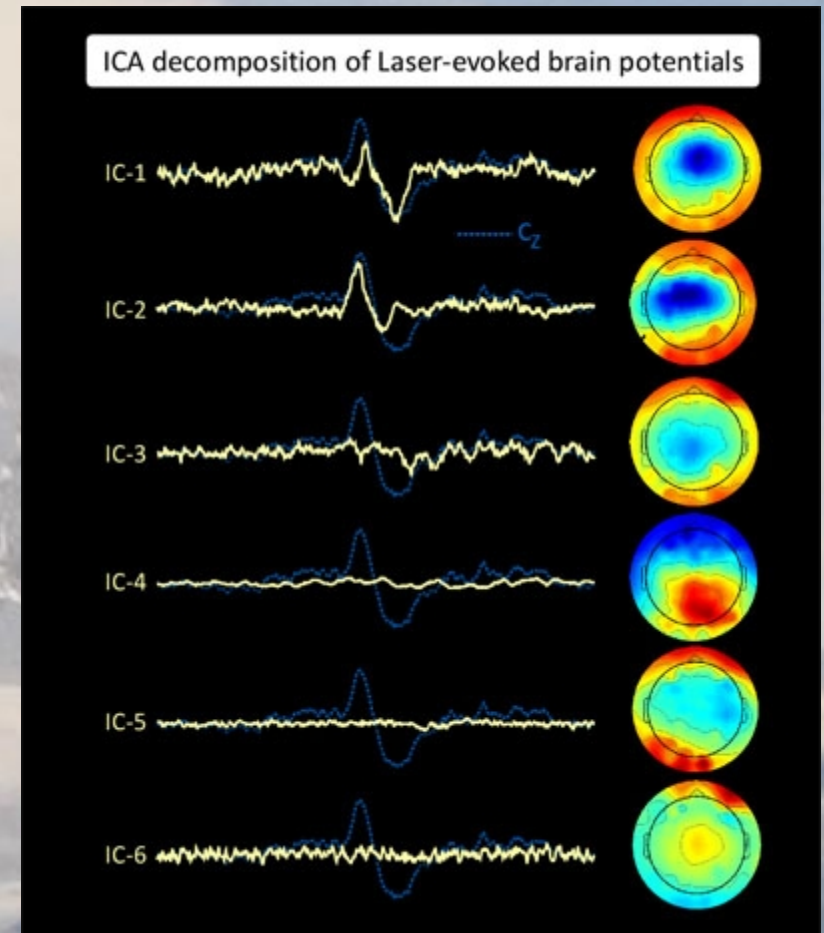 ICA decomposition of Laser-evoked brain potentials
IC-1
Cz
IC-2
IC-3
IC-4
IC-5
IC-6